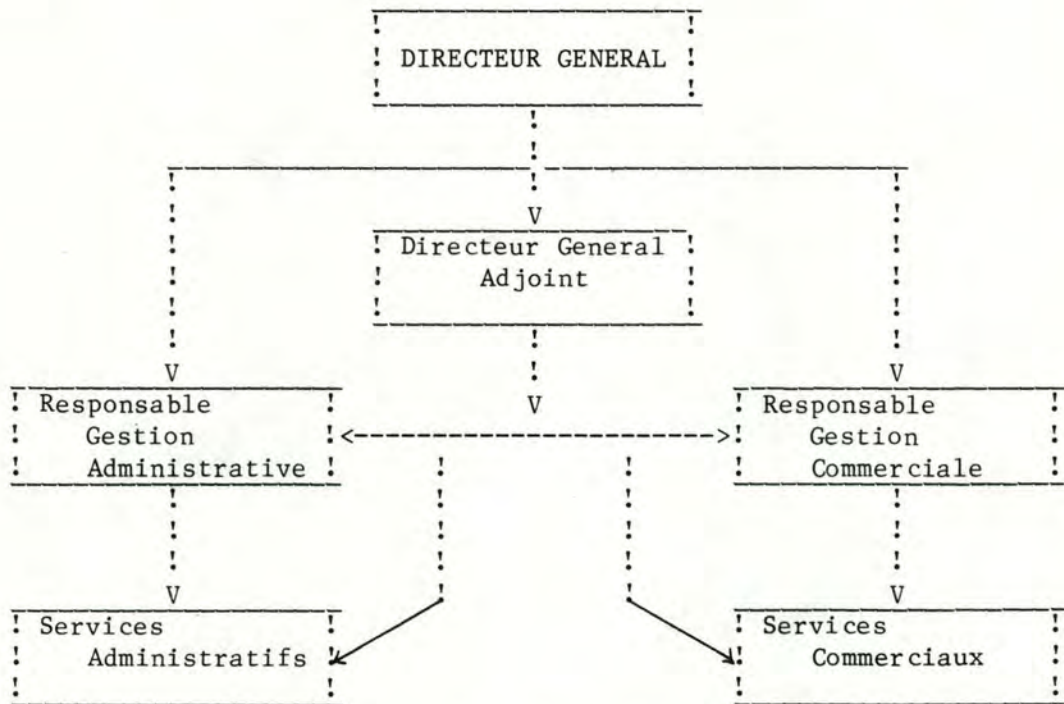 DIRECTEUR GENERAL
Directeur General
Adjoint
Responsable
Gestion
Administrative
Responsable
Gestion
Commerciale
Services
Administratifs
Services
Commerciaux